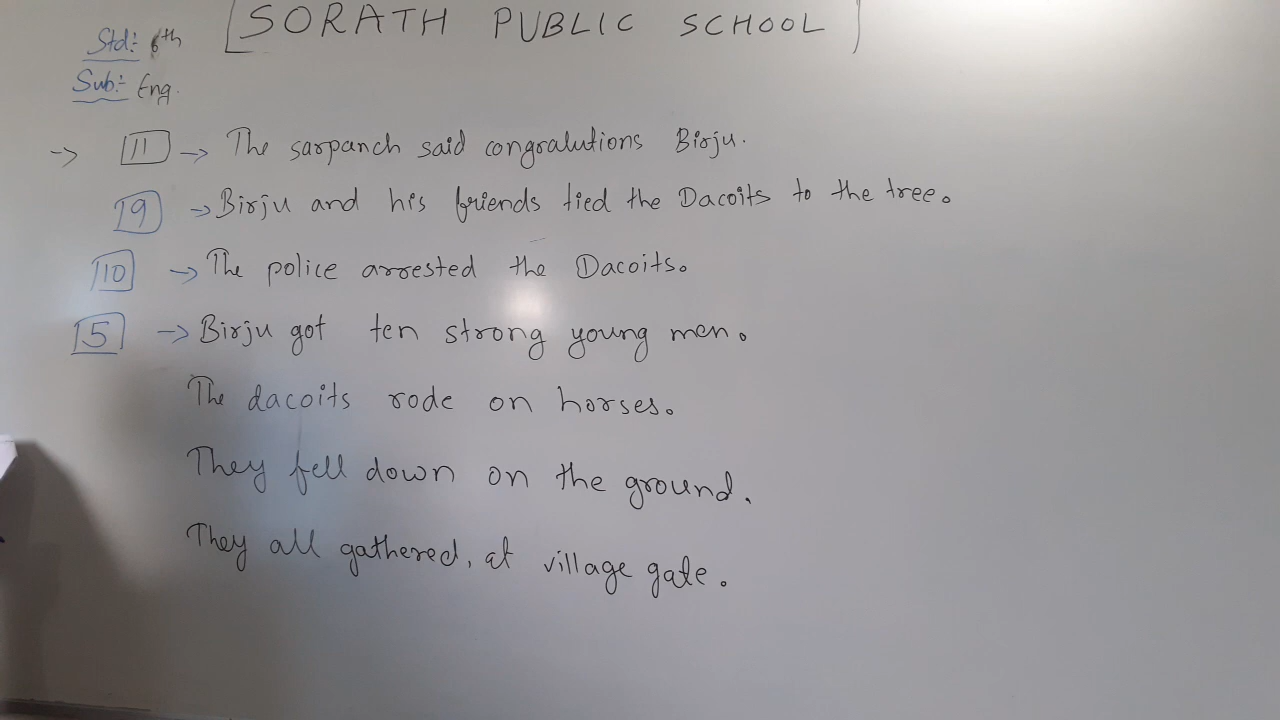 [SORATH PUBLIC SCHOOL]
Std:- 6th
Sub:- Eng.
-> 11 -> The sarpanch said congralutions Birju.
9 -> Birju and his friends tied the Dacoits to the tree.
10 -> The police arrested the Dacoits.
5 -> Birju got ten strong young men.
The dacoits rode on horses.
They fell down on the ground.
They all gathered, at village gate.